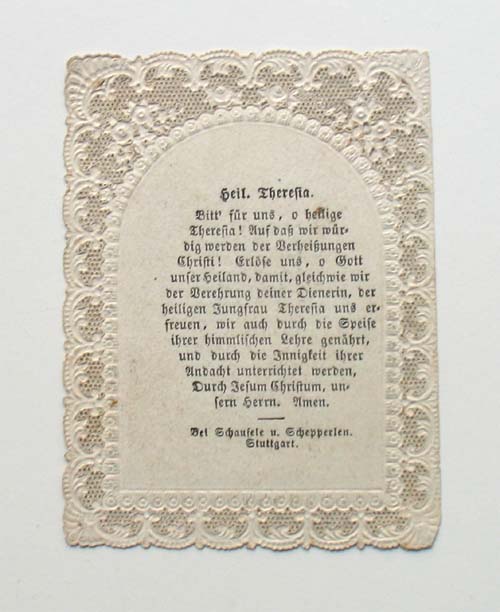 Heil. Theresia.
Bitt' für uns, o heilige
Theresia! Auf daß wir wür-
dig werden der Verheißungen
Christi! Erlöse uns, o Gott
unser Heiland, damit, gleichwie wir
der Verehrung deiner Dienerin, der
heiligen Jungfrau Theresia uns er-
freuen, wir auch durch die Speise
ihrer himmlischen Lehre genährt,
und durch die Innigkeit ihrer
Andacht unterrichtet werden,
Durch Jesum Christum, un-
sern Herrn. Amen.
Bei Schaufele u. Schepperlen.
Stuttgart.